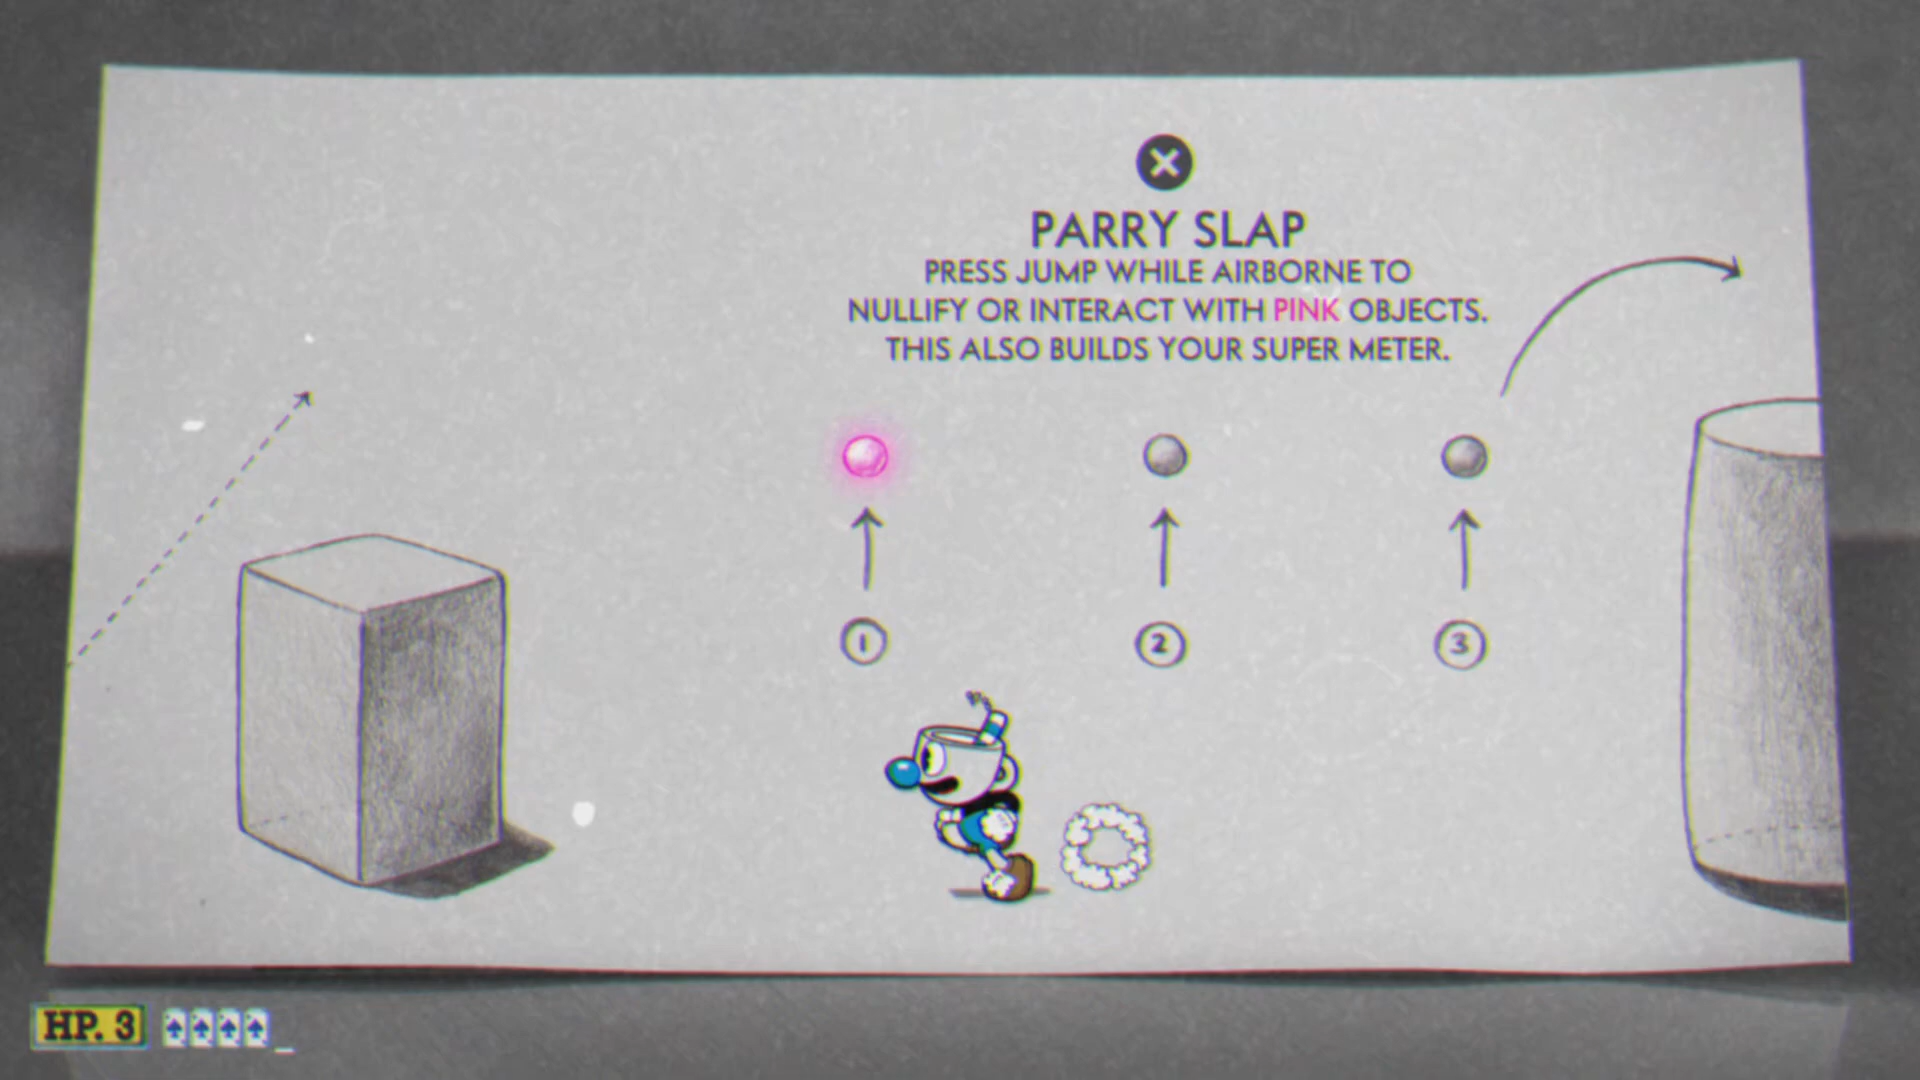 PARRY SLAP
PRESS JUMP WHILE AIRBORNE TO
NULLIFY OR INTERACT WITH PINK OBJECTS.
THIS ALSO BUILDS YOUR SUPER METER.
1 2 3
HP. 3